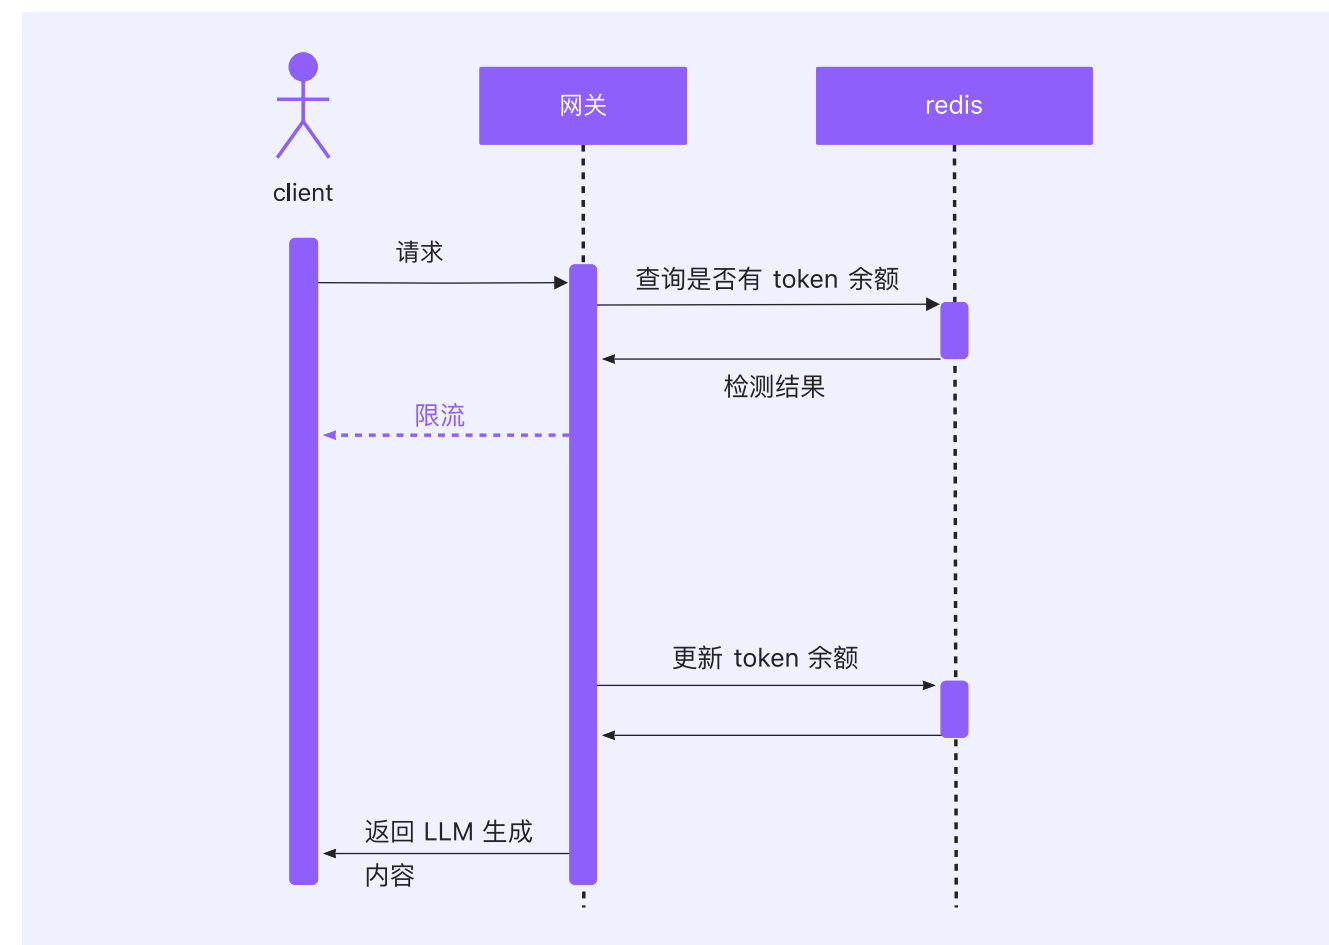 网关
redis
client
请求
查询是否有 token 余额
检测结果
限流
更新 token 余额
返回 LLM 生成
内容